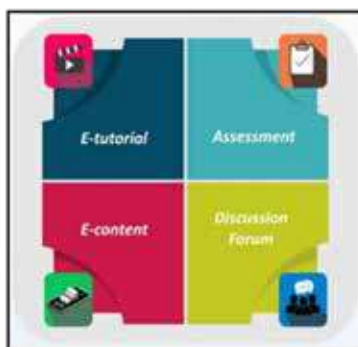 E-tutorial
Assessment
E-content
Discussion
Forum